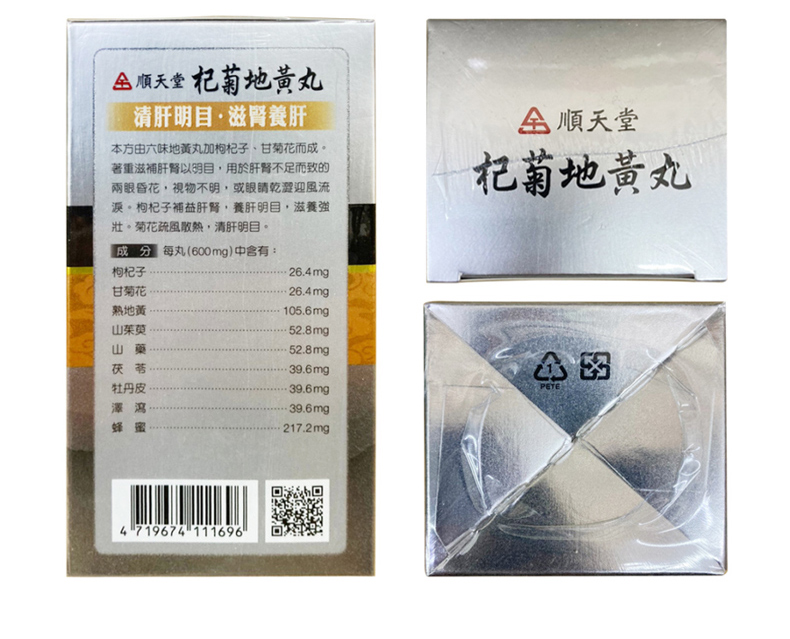 順天堂 杞菊地黃丸
清肝明目·滋腎養肝
本方由六味地黃丸加枸杞子、甘菊花而成。
著重滋補肝腎以明目，用於肝腎不足而致的
兩眼昏花，視物不明，或眼睛乾澀迎風流
淚。枸杞子補益肝腎，養肝明目，滋養強
壯。菊花疏風散熱，清肝明目。
成分 每丸(600mg)中含有：
枸杞子 26.4mg
甘菊花 26.4mg
熟地黃 105.6mg
山茱萸 52.8mg
山藥 52.8mg
茯苓 39.6mg
牡丹皮 39.6mg
澤瀉 39.6mg
蜂蜜 217.2mg
4 719674 111696
順天堂
杞菊地黃丸
1
PETE